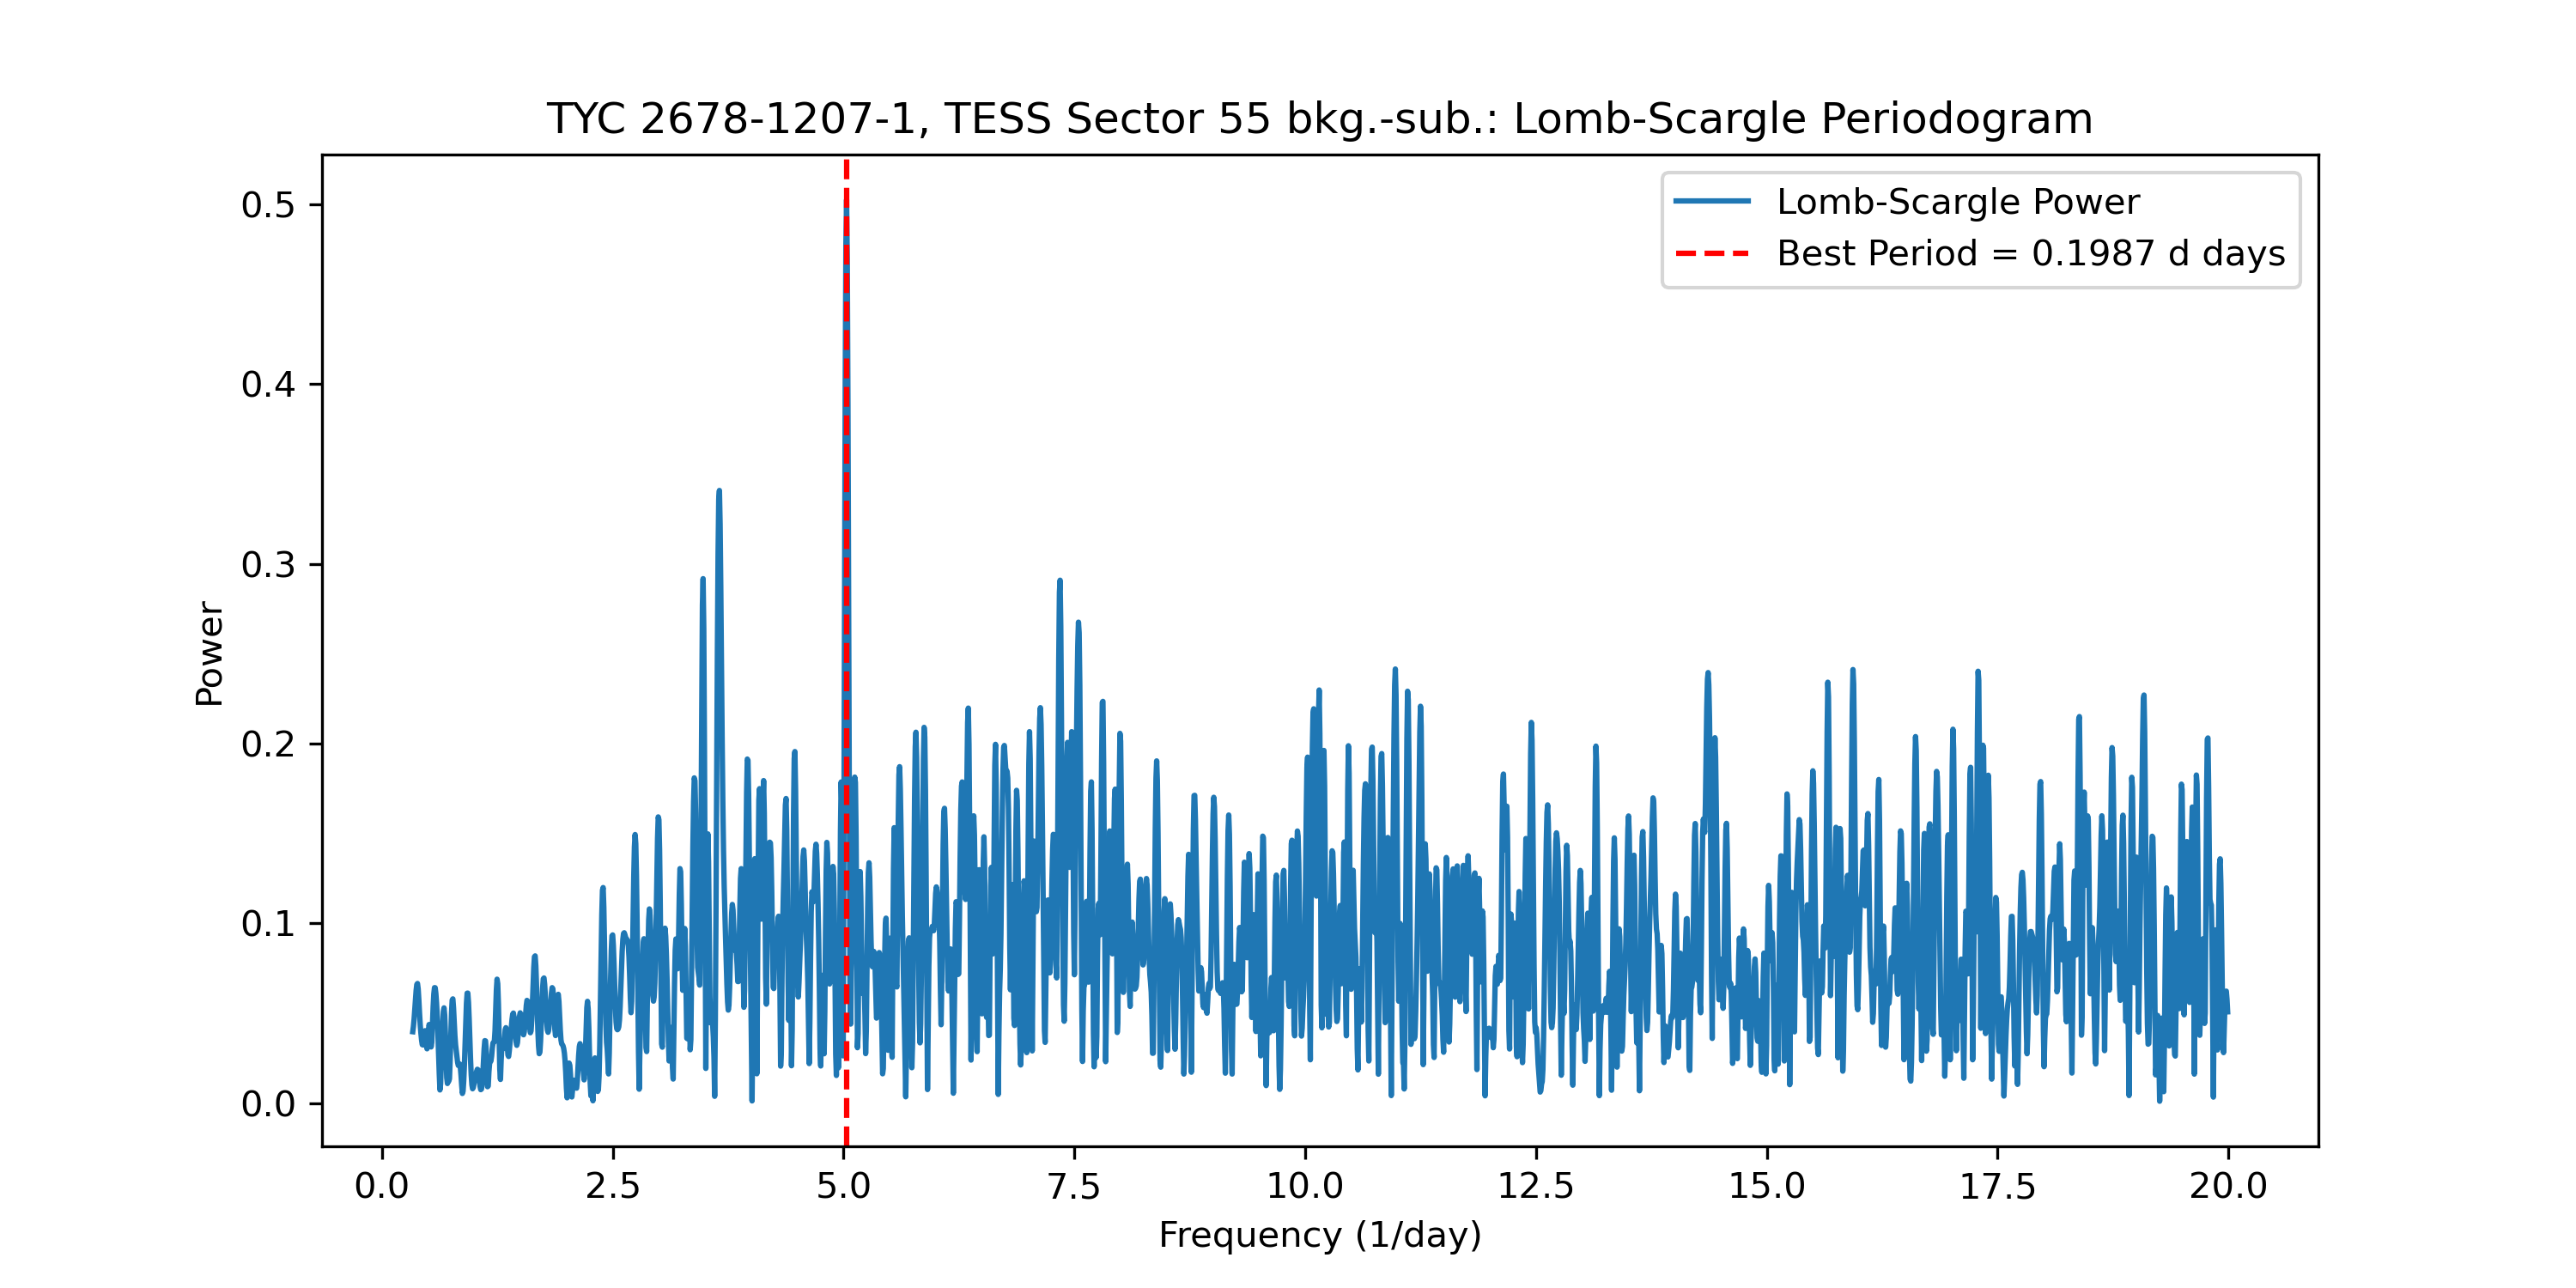 TYC 2678-1207-1, TESS Sector 55 bkg.-sub.: Lomb-Scargle Periodogram
Lomb-Scargle Power
Best Period = 0.1987 d days
Power
0.5
0.4
0.3
0.2
0.1
0.0
0.0 2.5 5.0 7.5 10.0 12.5 15.0 17.5 20.0
Frequency (1/day)